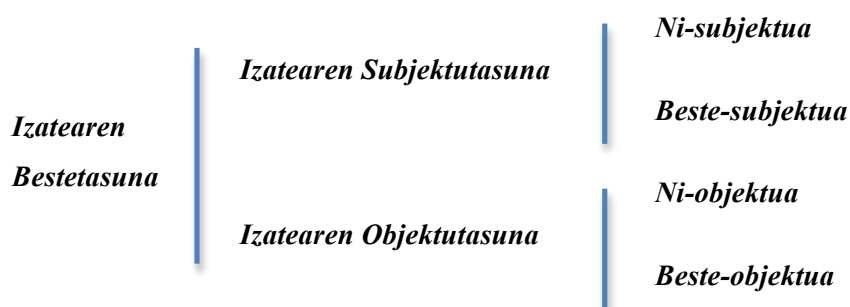 Izatearen
Bestetasuna
Izatearen Subjektutasuna
Ni-subjektua
Beste-subjektua
Izatearen Objektutasuna
Ni-objektua
Beste-objektua